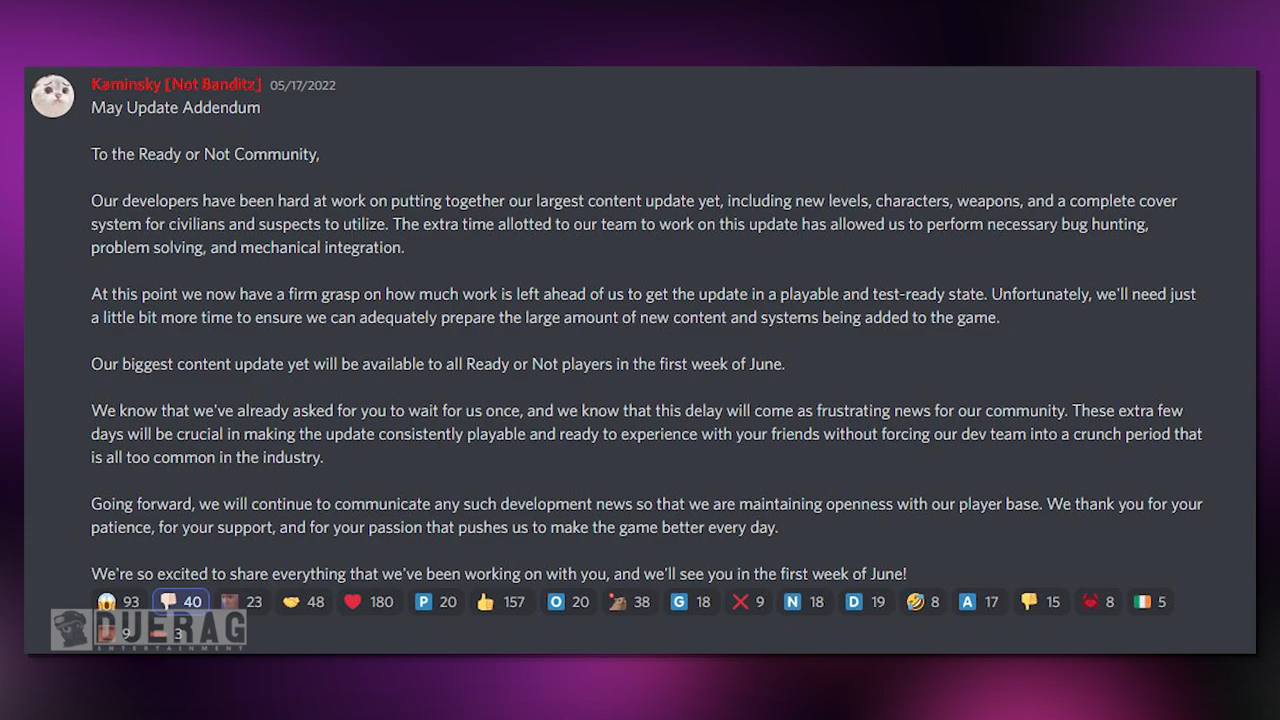 Kaminsky [Not Banditz] 05/17/2022
May Update Addendum
To the Ready or Not Community,
Our developers have been hard at work on putting together our largest content update yet, including new levels, characters, weapons, and a complete cover
system for civilians and suspects to utilize. The extra time allotted to our team to work on this update has allowed us to perform necessary bug hunting,
problem solving, and mechanical integration.
At this point we now have a firm grasp on how much work is left ahead of us to get the update in a playable and test-ready state. Unfortunately, we'll need just
a little bit more time to ensure we can adequately prepare the large amount of new content and systems being added to the game.
Our biggest content update yet will be available to all Ready or Not players in the first week of June.
We know that we've already asked for you to wait for us once, and we know that this delay will come as frustrating news for our community. These extra few
days will be crucial in making the update consistently playable and ready to experience with your friends without forcing our dev team into a crunch period that
is all too common in the industry.
Going forward, we will continue to communicate any such development news so that we are maintaining openness with our player base. We thank you for your
patience, for your support, and for your passion that pushes us to make the game better every day.
We're so excited to share everything that we've been working on with you, and we'll see you in the first week of June!
93 40 23 48 180 P 20 157 O 20 38 G 18 9 N 18 D 19 8 A 17 15 8 5
9 3
DUERAG
ENTERTAINMENT